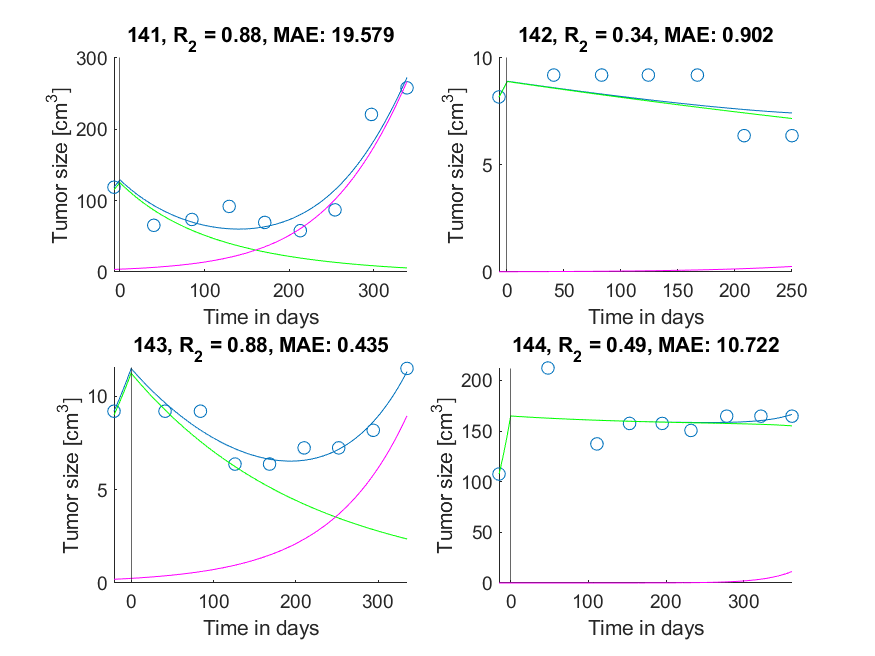 141, R2 = 0.88, MAE: 19.579
300
200
100
0
Tumor size [cm3]
0 100 200 300
Time in days
142, R2 = 0.34, MAE: 0.902
10
5
0
Tumor size [cm3]
0 50 100 150 200 250
Time in days
143, R2 = 0.88, MAE: 0.435
10
5
0
Tumor size [cm3]
0 100 200 300
Time in days
144, R2 = 0.49, MAE: 10.722
200
150
100
50
0
Tumor size [cm3]
0 100 200 300
Time in days